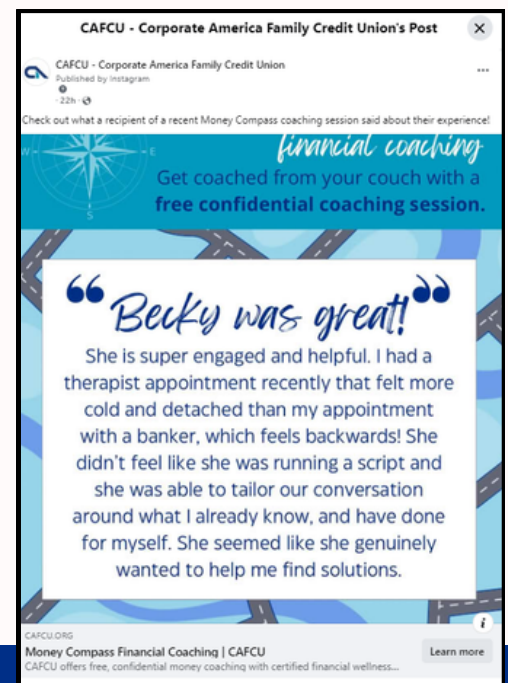 CAFCU - Corporate America Family Credit Union's Post
CAFCU - Corporate America Family Credit Union
Published by Instagram
· 22h ·
Check out what a recipient of a recent Money Compass coaching session said about their experience!
W
E
S
financial coaching
Get coached from your couch with a
free confidential coaching session.
“Becky was great!”
She is super engaged and helpful. I had a
therapist appointment recently that felt more
cold and detached than my appointment
with a banker, which feels backwards! She
didn't feel like she was running a script and
she was able to tailor our conversation
around what I already know, and have done
for myself. She seemed like she genuinely
wanted to help me find solutions.
i
CAFCU.ORG
Money Compass Financial Coaching | CAFCU
Learn more
CAFCU offers free, confidential money coaching with certified financial wellness...